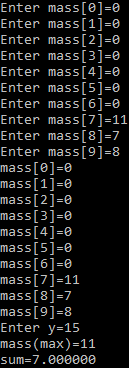 Enter mass[0]=0
Enter mass[1]=0
Enter mass[2]=0
Enter mass[3]=0
Enter mass[4]=0
Enter mass[5]=0
Enter mass[6]=0
Enter mass[7]=11
Enter mass[8]=7
Enter mass[9]=8
mass[0]=0
mass[1]=0
mass[2]=0
mass[3]=0
mass[4]=0
mass[5]=0
mass[6]=0
mass[7]=11
mass[8]=7
mass[9]=8
Enter y=15
mass(max)=11
sum=7.000000